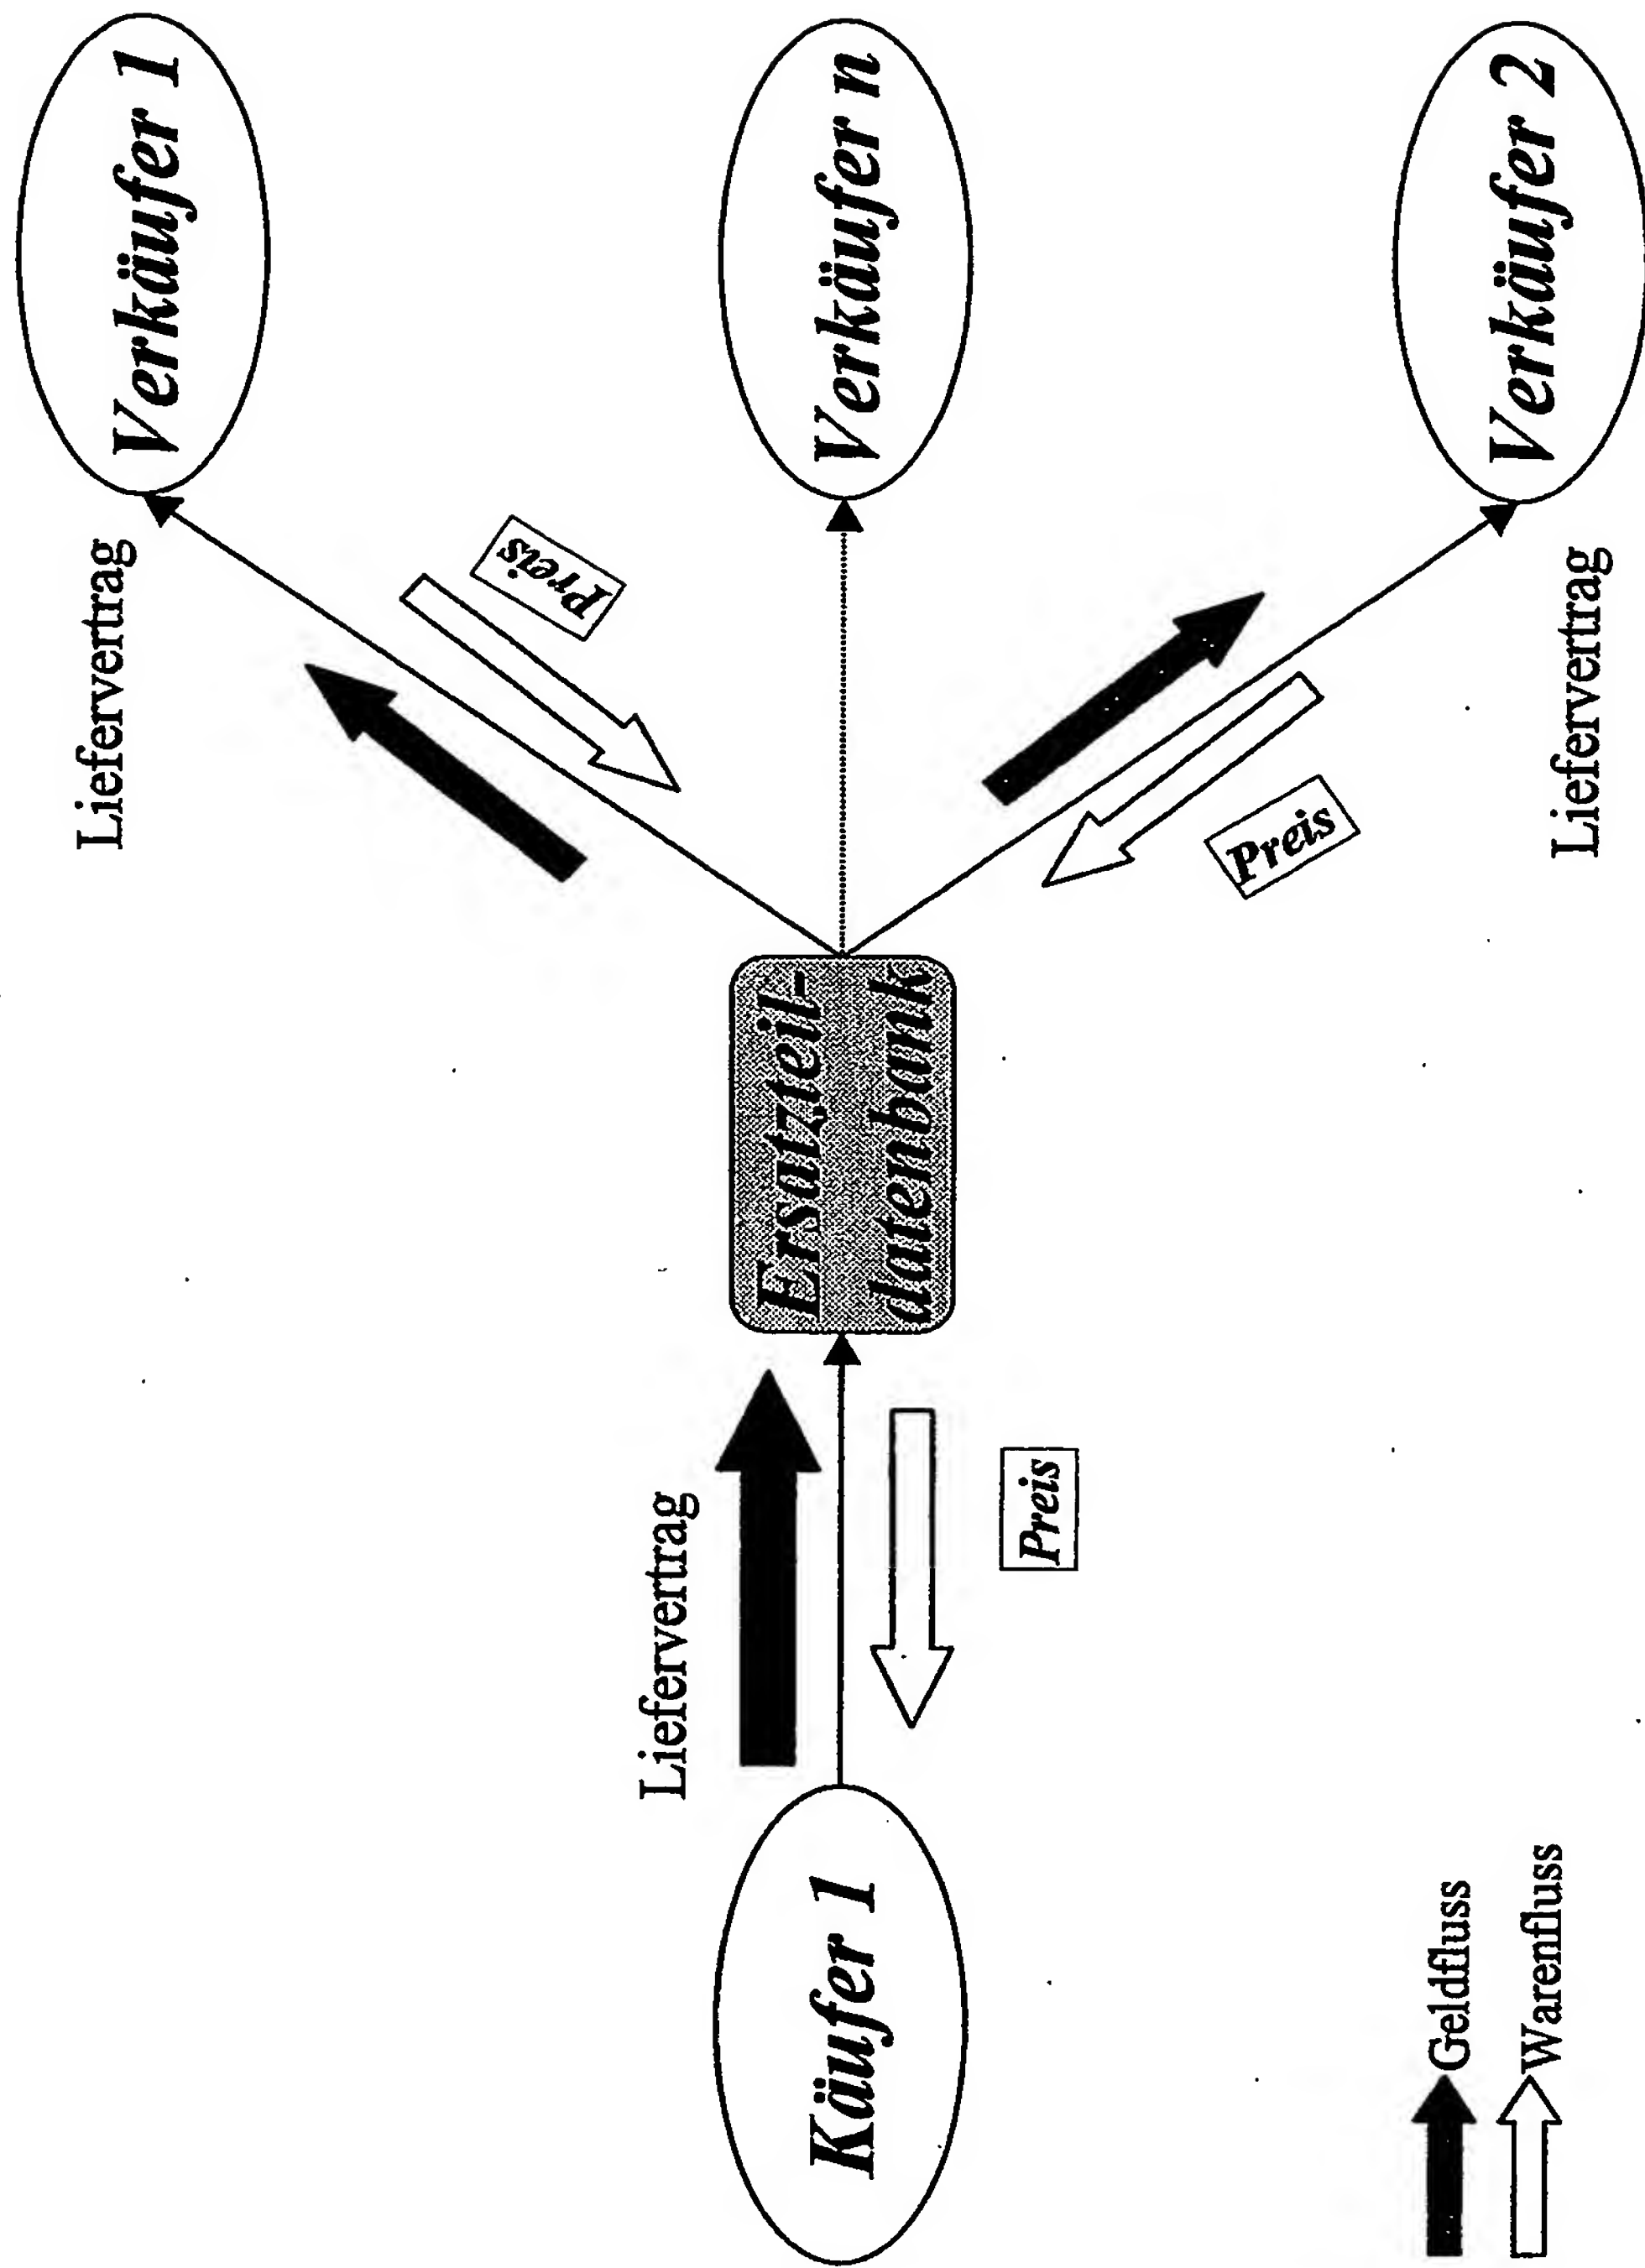 Verkäufer 1
Liefervertrag
Preis
Liefervertrag
Käufer 1
Ersatzteil-
datenbank
Verkäufer n
Preis
Preis
Geldfluss
Warenfluss
Liefervertrag
Verkäufer 2